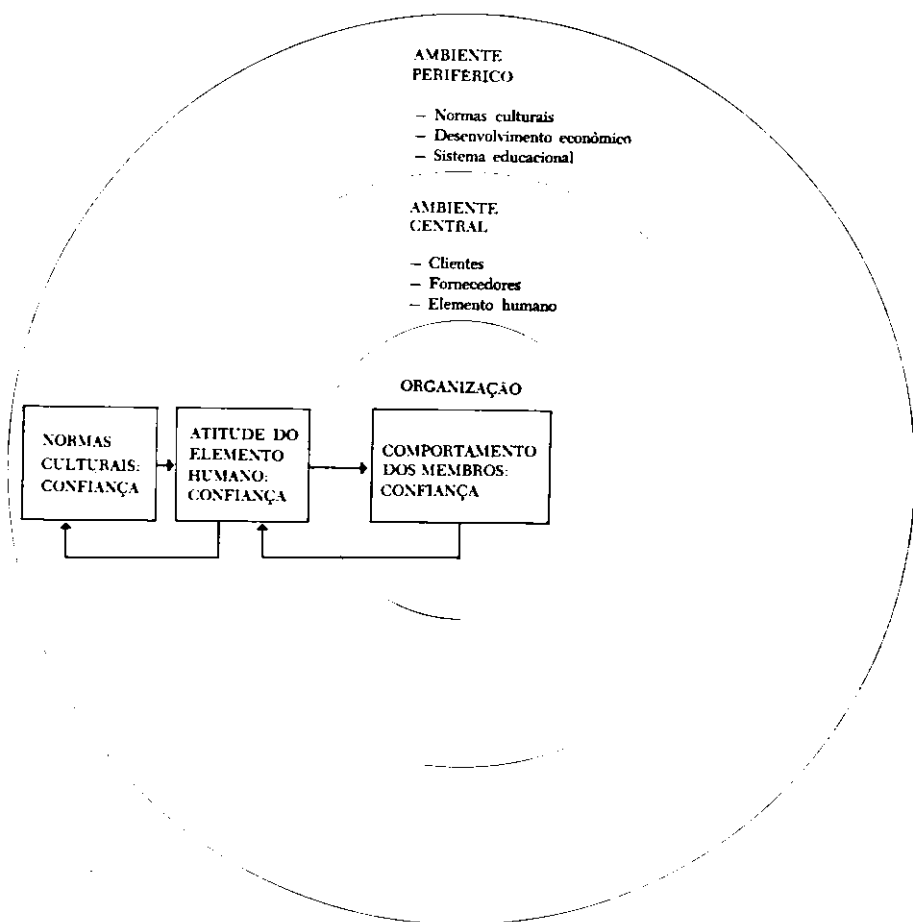 AMBIENTE
PERIFÉRICO
– Normas culturais
– Desenvolvimento econômico
– Sistema educacional
AMBIENTE
CENTRAL
– Clientes
– Fornecedores
– Elemento humano
ORGANIZAÇÃO
NORMAS
CULTURAIS:
CONFIANÇA
ATITUDE DO
ELEMENTO
HUMANO:
CONFIANÇA
COMPORTAMENTO
DOS MEMBROS:
CONFIANÇA